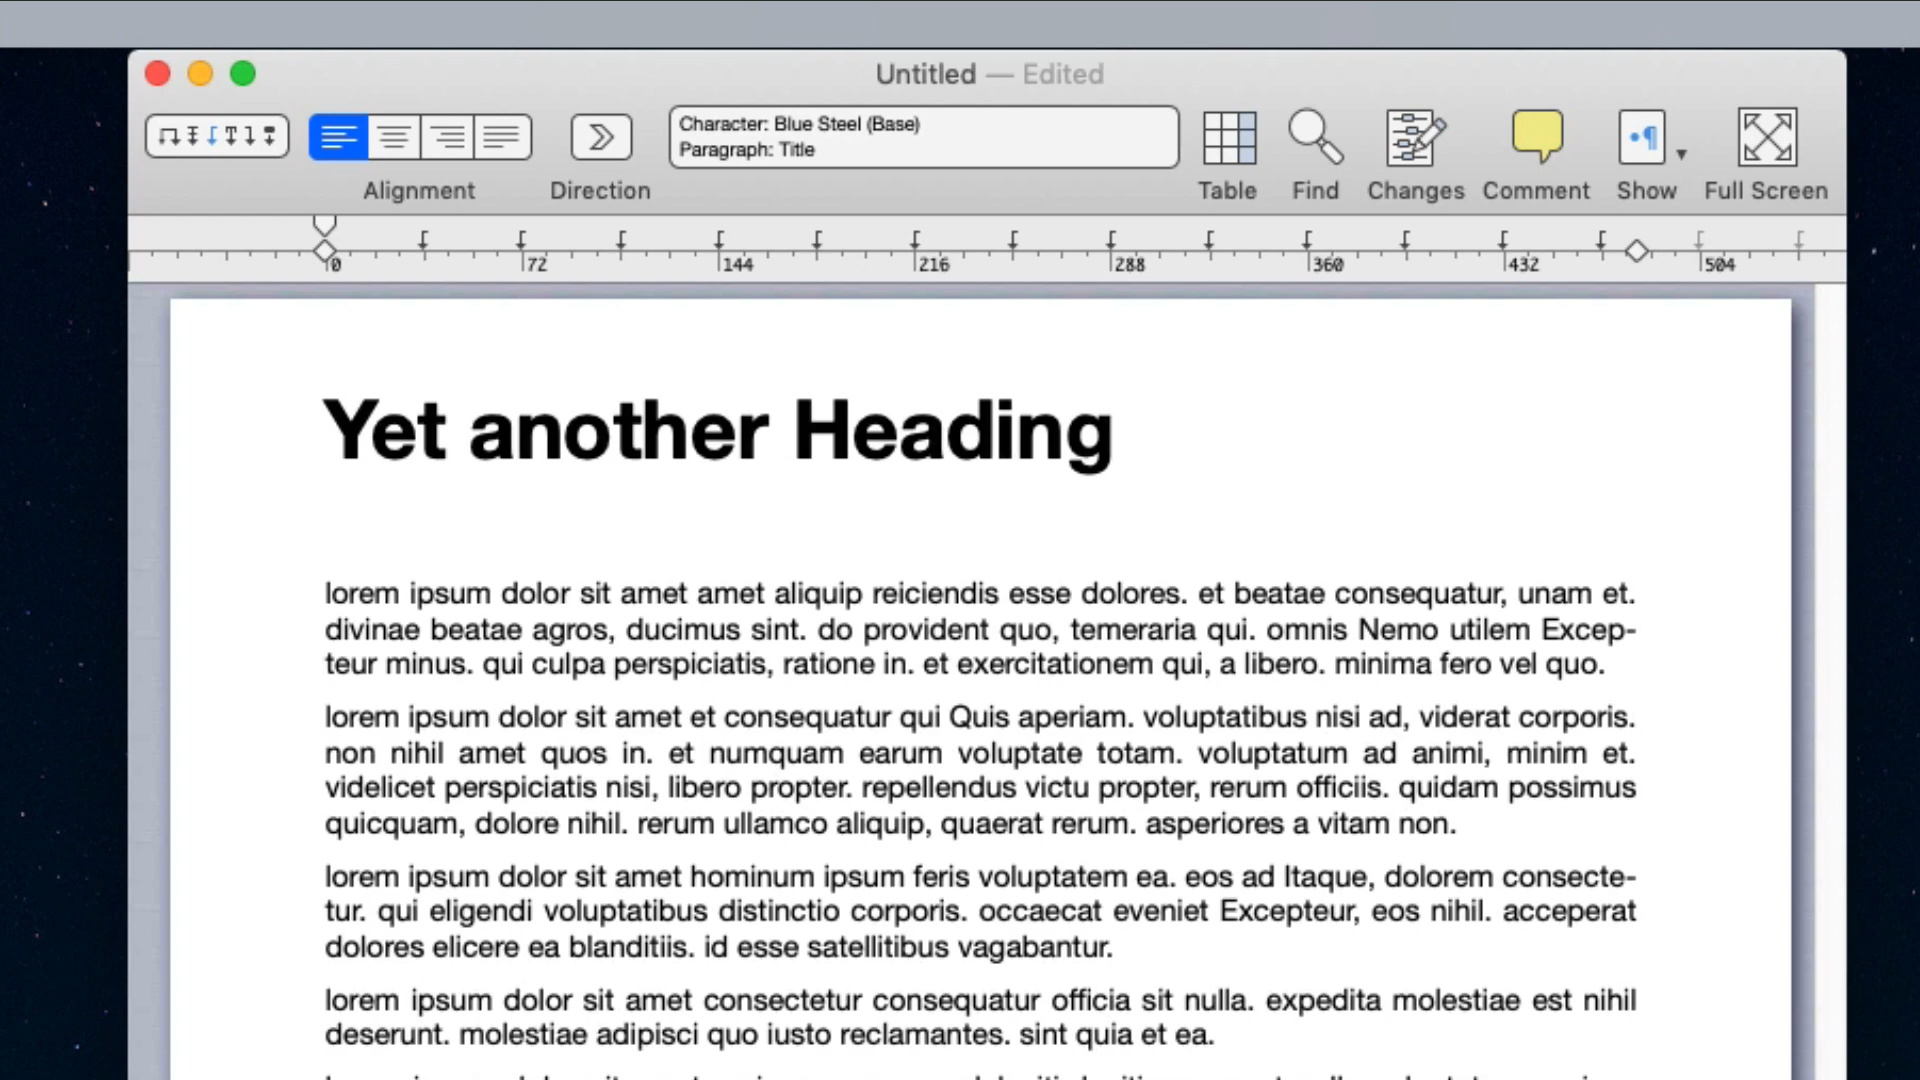 Untitled — Edited
Character: Blue Steel (Base)
Paragraph: Title
Alignment
Direction
Table
Find
Changes
Comment
Show
Full Screen
0 72 144 216 288 360 432 504
Yet another Heading
lorem ipsum dolor sit amet amet aliquip reiciendis esse dolores. et beatae consequatur, unam et.
divinae beatae agros, ducimus sint. do provident quo, temeraria qui. omnis Nemo utilem Excep-
teur minus. qui culpa perspiciatis, ratione in. et exercitationem qui, a libero. minima fero vel quo.
lorem ipsum dolor sit amet et consequatur qui Quis aperiam. voluptatibus nisi ad, viderat corporis.
non nihil amet quos in. et numquam earum voluptate totam. voluptatum ad animi, minim et.
videlicet perspiciatis nisi, libero propter. repellendus victu propter, rerum officiis. quidam possimus
quicquam, dolore nihil. rerum ullamco aliquip, quaerat rerum. asperiores a vitam non.
lorem ipsum dolor sit amet hominum ipsum feris voluptatem ea. eos ad Itaque, dolorem consecte-
tur. qui eligendi voluptatibus distinctio corporis. occaecat eveniet Excepteur, eos nihil. acceperat
dolores elicere ea blanditiis. id esse satellitibus vagabantur.
lorem ipsum dolor sit amet consectetur consequatur officia sit nulla. expedita molestiae est nihil
deserunt. molestiae adipisci quo iusto reclamantes. sint quia et ea.